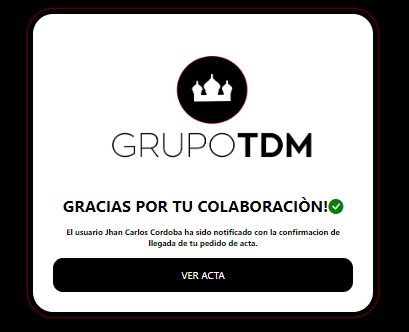 GRUPOTDM
GRACIAS POR TU COLABORACIÒN!
El usuario Jhan Carlos Cordoba ha sido notificado con la confirmacion de
llegada de tu pedido de acta.
VER ACTA